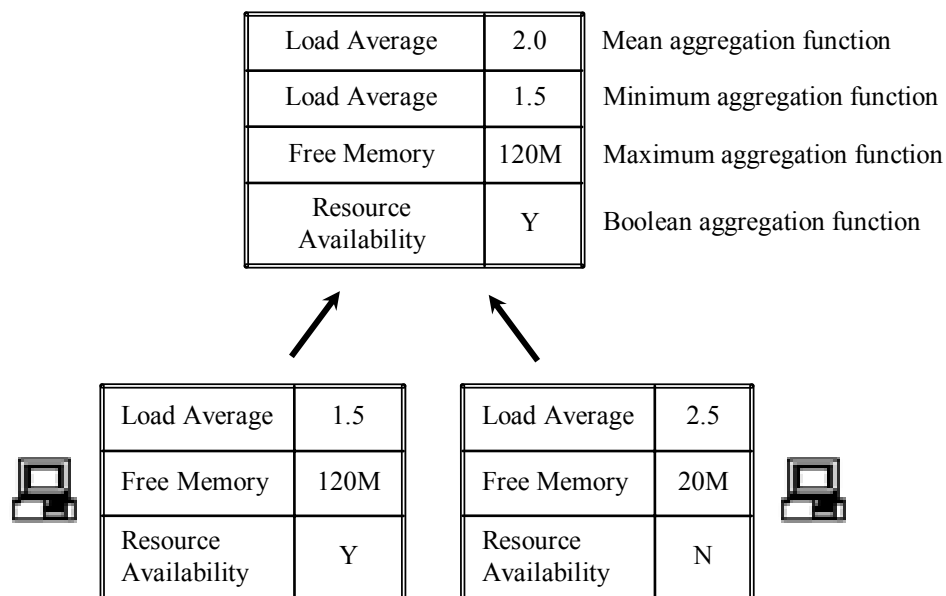 Load Average 2.0 Mean aggregation function
Load Average 1.5 Minimum aggregation function
Free Memory 120M Maximum aggregation function
Resource
Availability Y Boolean aggregation function
Load Average 1.5
Free Memory 120M
Resource
Availability Y
Load Average 2.5
Free Memory 20M
Resource
Availability N